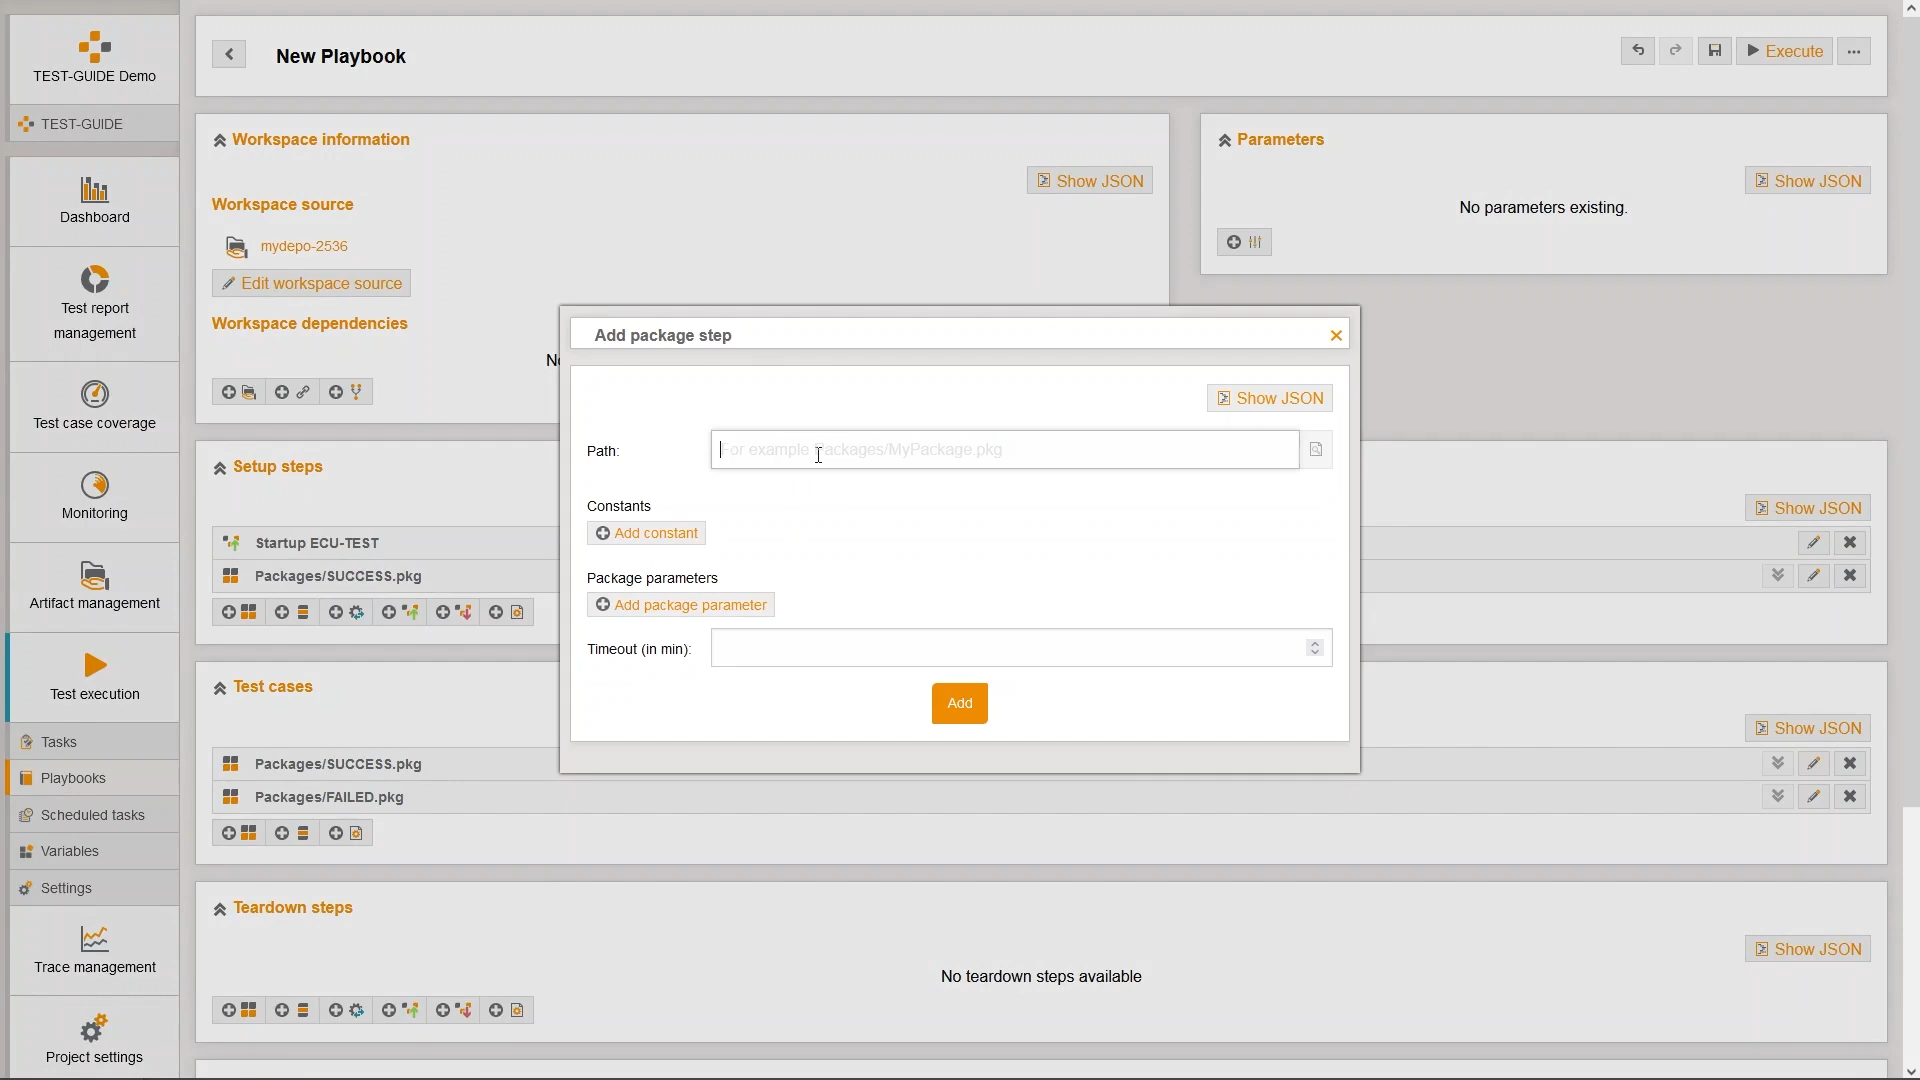 TEST-GUIDE Demo
TEST-GUIDE
Dashboard
Test report
management
Test case coverage
Monitoring
Artifact management
Test execution
Tasks
Playbooks
Scheduled tasks
Variables
Settings
Trace management
Project settings
New Playbook
Execute
Workspace information
Show JSON
Workspace source
mydepo-2536
Edit workspace source
Workspace dependencies
Parameters
Show JSON
No parameters existing.
Setup steps
Show JSON
Startup ECU-TEST
Packages/SUCCESS.pkg
Test cases
Show JSON
Packages/SUCCESS.pkg
Packages/FAILED.pkg
Teardown steps
Show JSON
No teardown steps available
Add package step
Show JSON
Path:
For example Packages/MyPackage.pkg
Constants
Add constant
Package parameters
Add package parameter
Timeout (in min):
Add